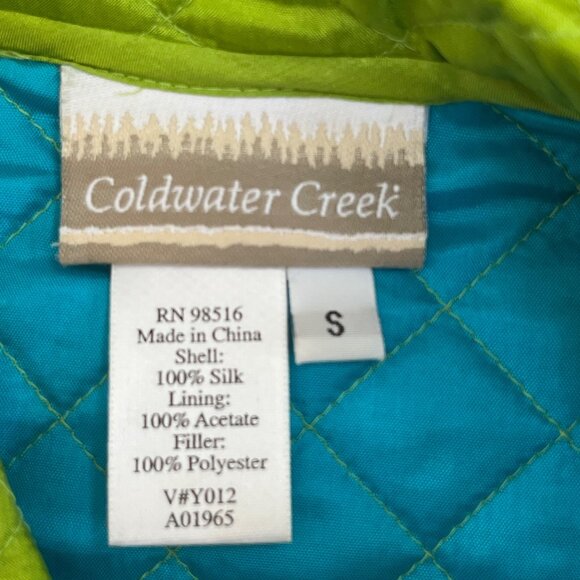 Coldwater Creek
RN 98516
Made in China
Shell:
100% Silk
Lining:
100% Acetate
Filler:
100% Polyester
V#Y012
A01965
S